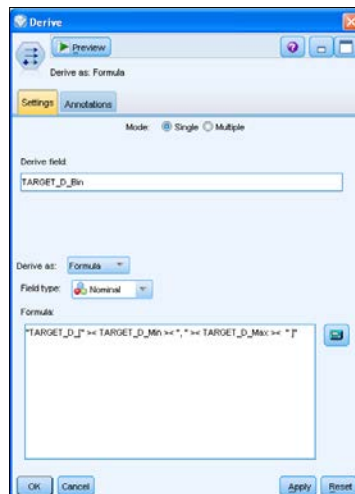 Derive
Preview
?
Derive as: Formula
Settings Annotations
Mode: Single Multiple
Derive field:
TARGET_D_Bin
Derive as: Formula
Field type: Nominal
Formula:
"TARGET_D_[" >< TARGET_D_Min >< ", " >< TARGET_D_Max >< " ]"
OK Cancel Apply Reset